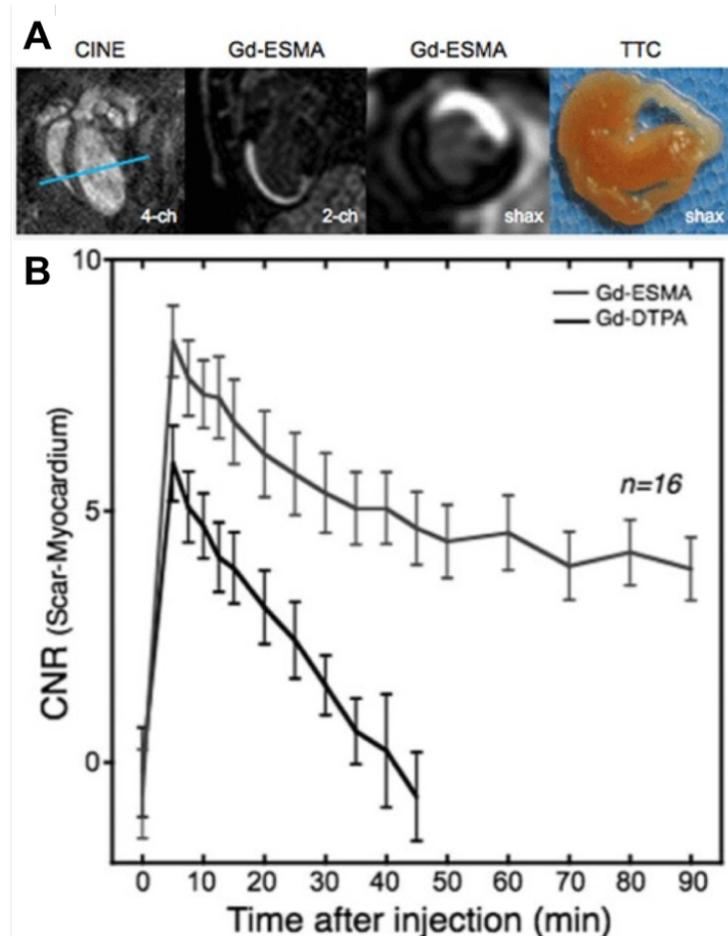 A
CINE Gd-ESMA Gd-ESMA TTC
4-ch 2-ch shax shax
B
10
Gd-ESMA
Gd-DTPA
n=16
5
CNR (Scar-Myocardium)
0
0 10 20 30 40 50 60 70 80 90
Time after injection (min)